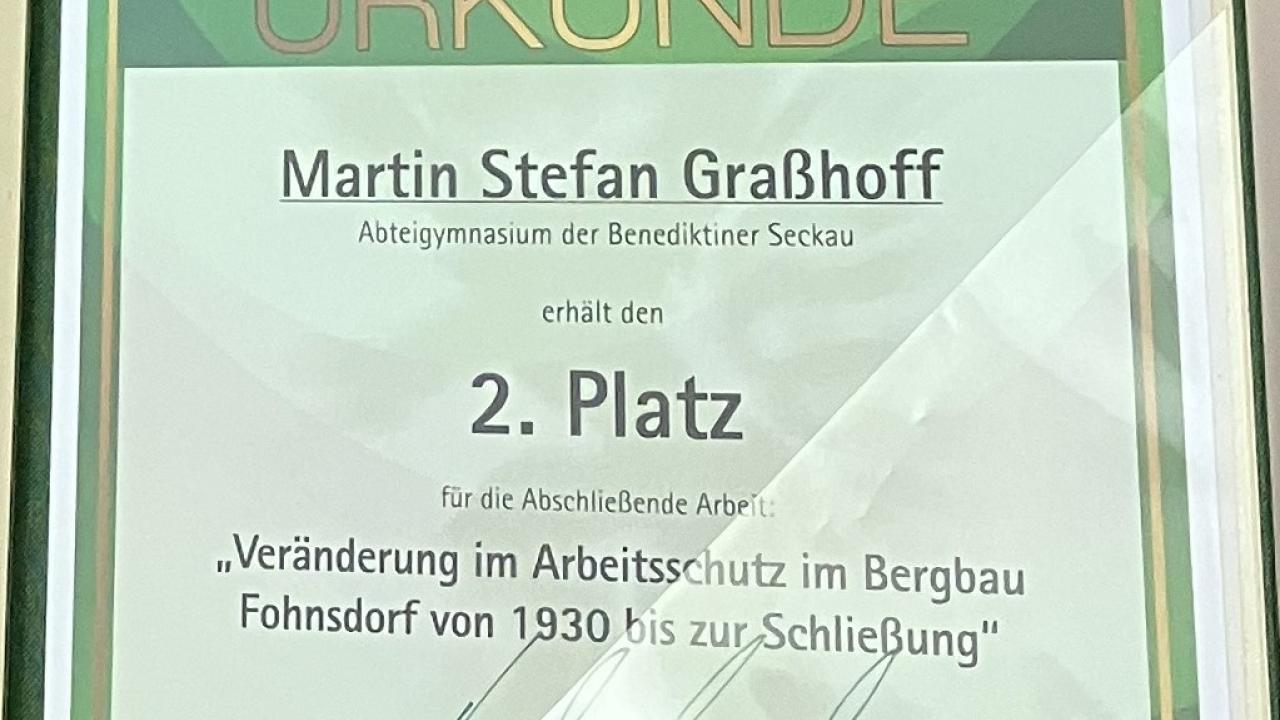 URKUNDE
Martin Stefan Graßhoff
Abteigymnasium der Benediktiner Seckau
erhält den
2. Platz
für die Abschließende Arbeit:
„Veränderung im Arbeitsschutz im Bergbau
Fohnsdorf von 1930 bis zur Schließung“